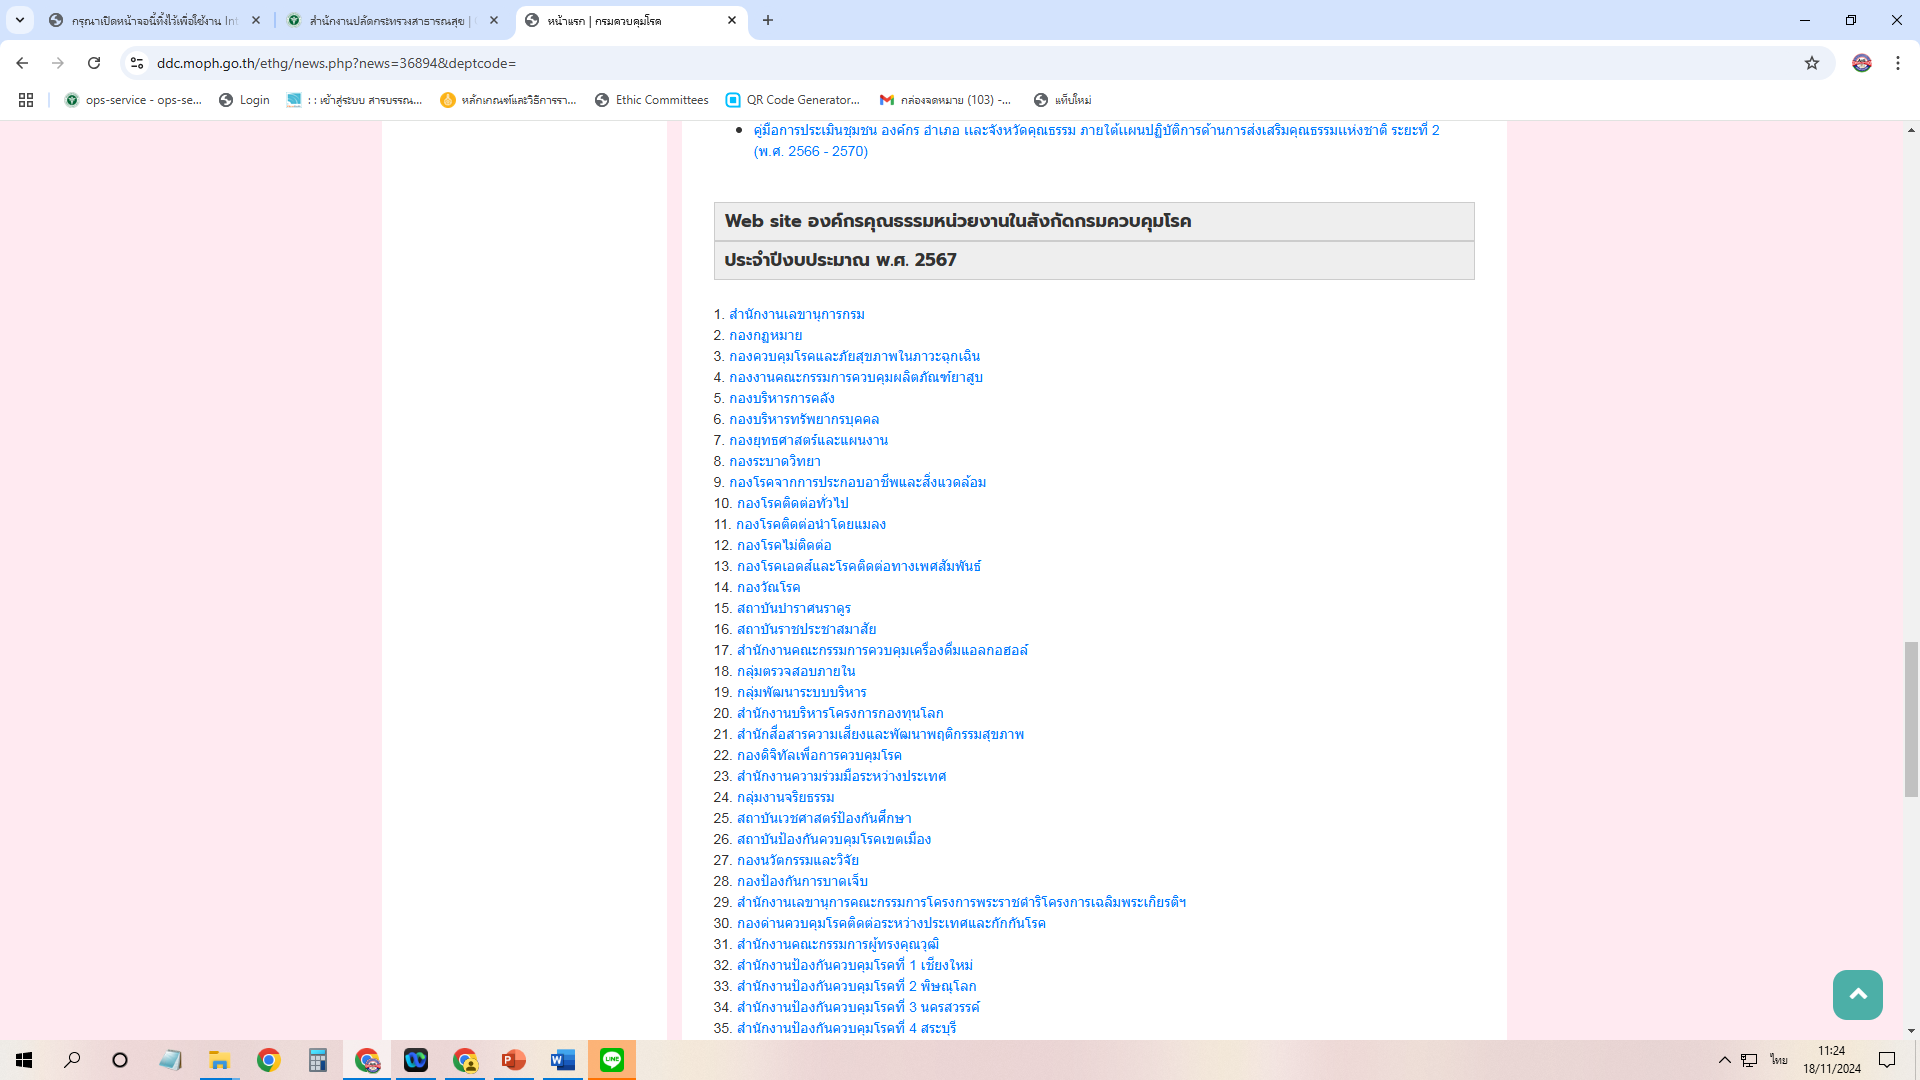 กรุณาเปิดหน้าจอนี้ทิ้งไว้เพื่อใช้งาน Int
สำนักงานปลัดกระทรวงสาธารณสุข |
หน้าแรก | กรมควบคุมโรค
ddc.moph.go.th/ethg/news.php?news=36894&deptcode=
ops-service - ops-se...
Login
: : เข้าสู่ระบบ สารบรรณ...
หลักเกณฑ์และวิธีการรา...
Ethic Committees
QR Code Generator...
กล่องจดหมาย (103) -...
แท็บใหม่
คู่มือการประเมินชุมชน องค์กร อำเภอ และจังหวัดคุณธรรม ภายใต้แผนปฏิบัติการด้านการส่งเสริมคุณธรรมแห่งชาติ ระยะที่ 2
(พ.ศ. 2566 - 2570)
Web site องค์กรคุณธรรมหน่วยงานในสังกัดกรมควบคุมโรค
ประจำปีงบประมาณ พ.ศ. 2567
1. สำนักงานเลขานุการกรม
2. กองกฎหมาย
3. กองควบคุมโรคและภัยสุขภาพในภาวะฉุกเฉิน
4. กองงานคณะกรรมการควบคุมผลิตภัณฑ์ยาสูบ
5. กองบริหารการคลัง
6. กองบริหารทรัพยากรบุคคล
7. กองยุทธศาสตร์และแผนงาน
8. กองระบาดวิทยา
9. กองโรคจากการประกอบอาชีพและสิ่งแวดล้อม
10. กองโรคติดต่อทั่วไป
11. กองโรคติดต่อนำโดยแมลง
12. กองโรคไม่ติดต่อ
13. กองโรคเอดส์และโรคติดต่อทางเพศสัมพันธ์
14. กองวัณโรค
15. สถาบันบำราศนราดูร
16. สถาบันราชประชาสมาสัย
17. สำนักงานคณะกรรมการควบคุมเครื่องดื่มแอลกอฮอล์
18. กลุ่มตรวจสอบภายใน
19. กลุ่มพัฒนาระบบบริหาร
20. สำนักงานบริหารโครงการกองทุนโลก
21. สำนักสื่อสารความเสี่ยงและพัฒนาพฤติกรรมสุขภาพ
22. กองดิจิทัลเพื่อการควบคุมโรค
23. สำนักงานความร่วมมือระหว่างประเทศ
24. กลุ่มงานจริยธรรม
25. สถาบันเวชศาสตร์ป้องกันศึกษา
26. สถาบันป้องกันควบคุมโรคเขตเมือง
27. กองนวัตกรรมและวิจัย
28. กองป้องกันการบาดเจ็บ
29. สำนักงานเลขานุการคณะกรรมการโครงการพระราชดำริโครงการเฉลิมพระเกียรติฯ
30. กองด่านควบคุมโรคติดต่อระหว่างประเทศและกักกันโรค
31. สำนักงานคณะกรรมการผู้ทรงคุณวุฒิ
32. สำนักงานป้องกันควบคุมโรคที่ 1 เชียงใหม่
33. สำนักงานป้องกันควบคุมโรคที่ 2 พิษณุโลก
34. สำนักงานป้องกันควบคุมโรคที่ 3 นครสวรรค์
35. สำนักงานป้องกันควบคุมโรคที่ 4 สระบุรี
ไทย
11:24
18/11/2024